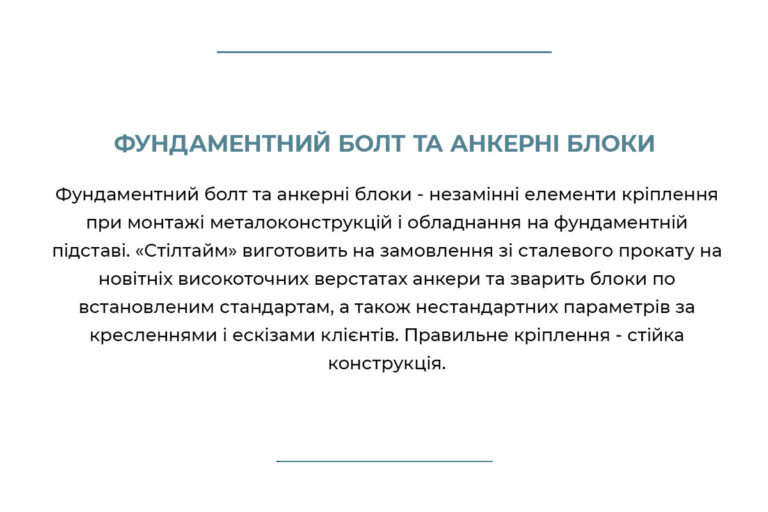 ФУНДАМЕНТНИЙ БОЛТ ТА АНКЕРНІ БЛОКИ
Фундаментний болт та анкерні блоки - незамінні елементи кріплення
при монтажі металоконструкцій і обладнання на фундаментній
підставі. «Стілтайм» виготовить на замовлення зі сталевого прокату на
новітніх високоточних верстатах анкери та зварить блоки по
встановленим стандартам, а також нестандартних параметрів за
кресленнями і ескізами клієнтів. Правильне кріплення - стійка
конструкція.